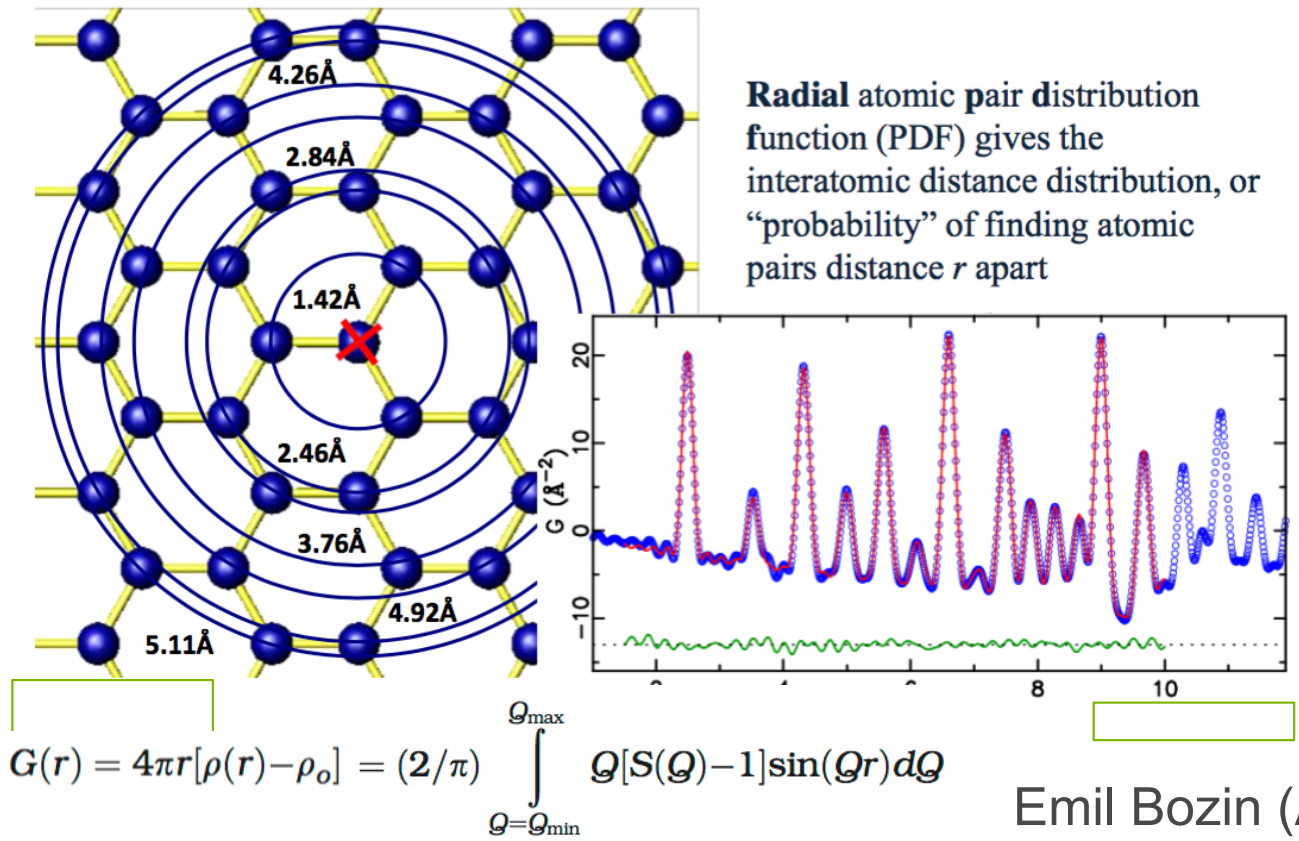 4.26Å
2.84Å
1.42Å
2.46Å
3.76Å
4.92Å
5.11Å
Radial atomic pair distribution
function (PDF) gives the
interatomic distance distribution, or
“probability” of finding atomic
pairs distance r apart
G (Å⁻²)
20
10
0
−10
8
10
G(r) = 4πr[ρ(r)−ρₒ] = (2/π) ∫_{Q=Qmin}^{Qmax} Q[S(Q)−1]sin(Qr)dQ
Emil Bozin (